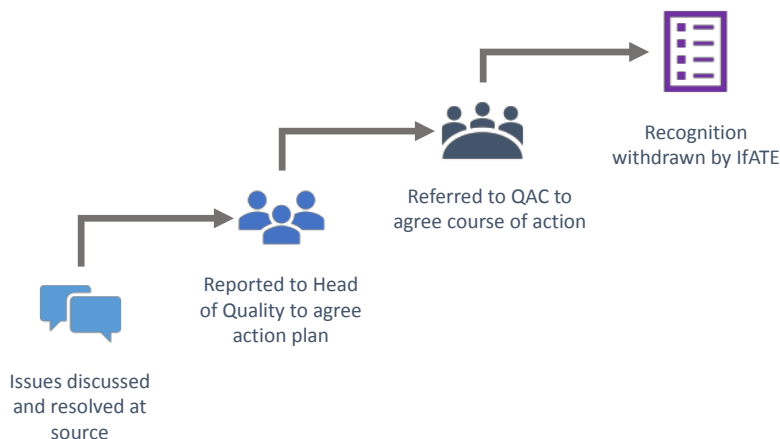 Issues discussed
and resolved at
source
Reported to Head
of Quality to agree
action plan
Referred to QAC to
agree course of action
Recognition
withdrawn by IfATE